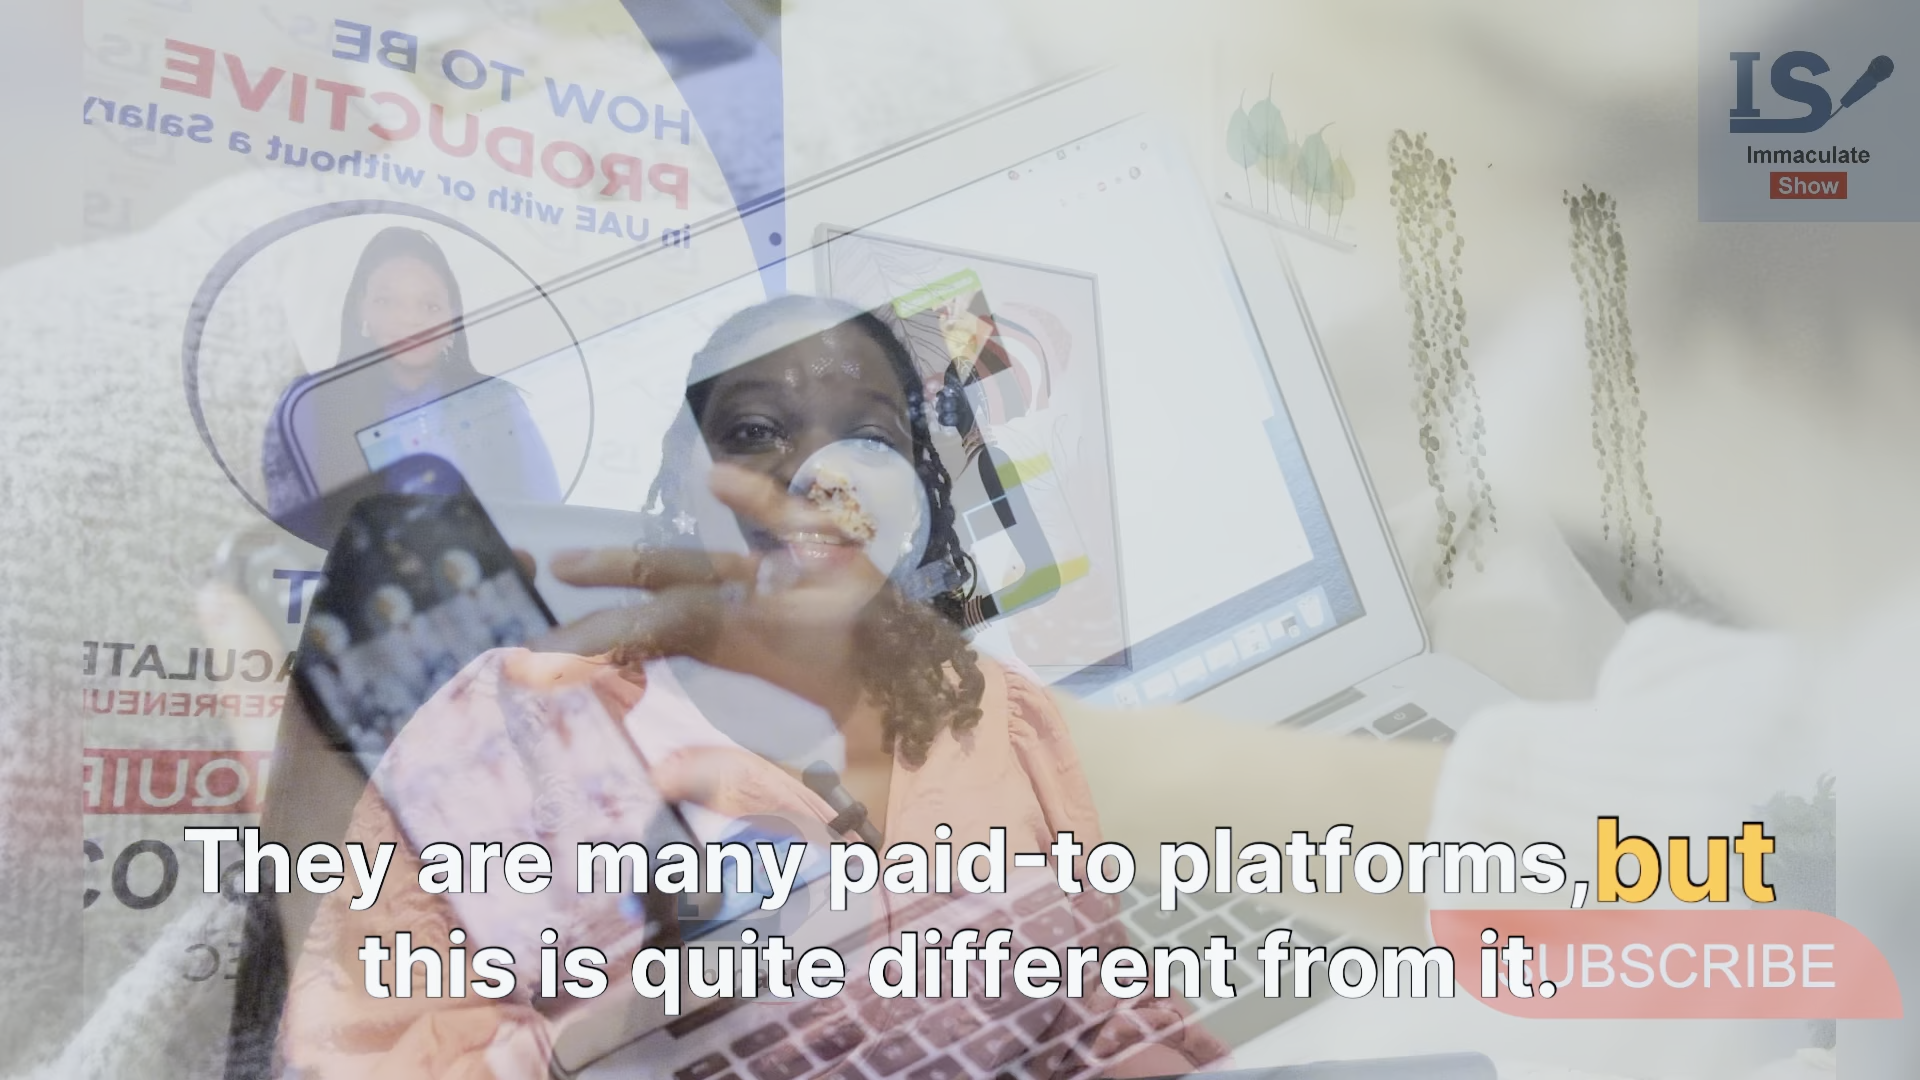 HOW TO BE
PRODUCTIVE
in UAE with or without a Salary
IS
Immaculate
Show
They are many paid-to platforms, but
this is quite different from it.
SUBSCRIBE